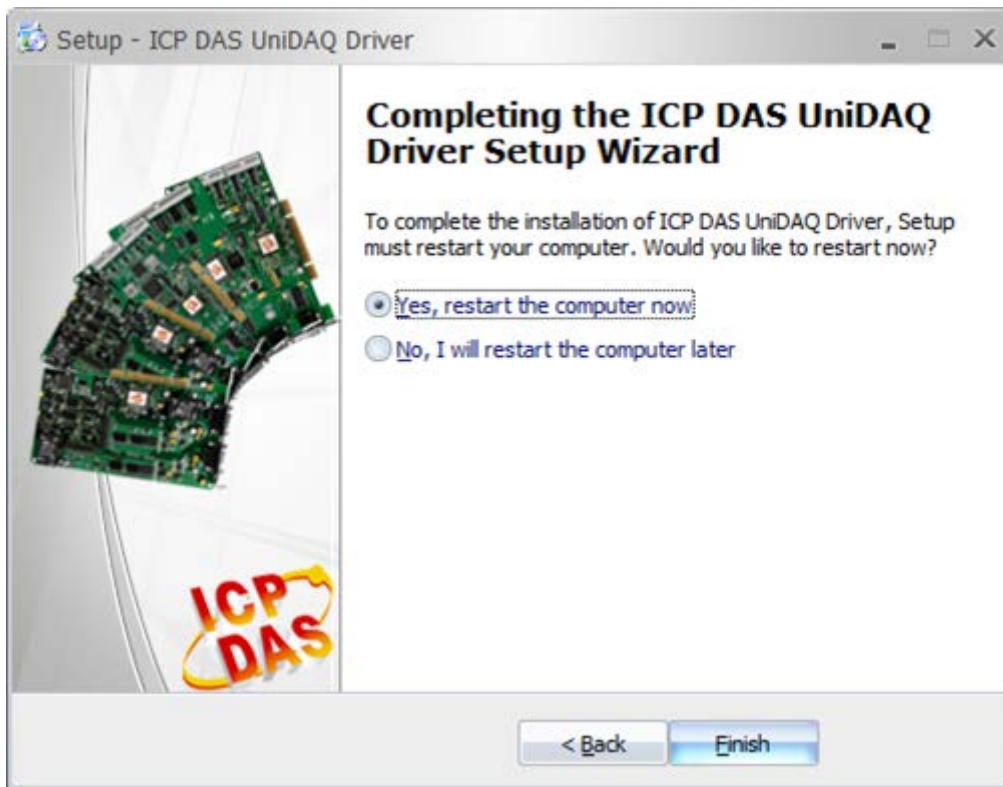 Setup - ICP DAS UniDAQ Driver
Completing the ICP DAS UniDAQ
Driver Setup Wizard
To complete the installation of ICP DAS UniDAQ Driver, Setup
must restart your computer. Would you like to restart now?
Yes, restart the computer now
No, I will restart the computer later
ICP
DAS
< Back
Finish